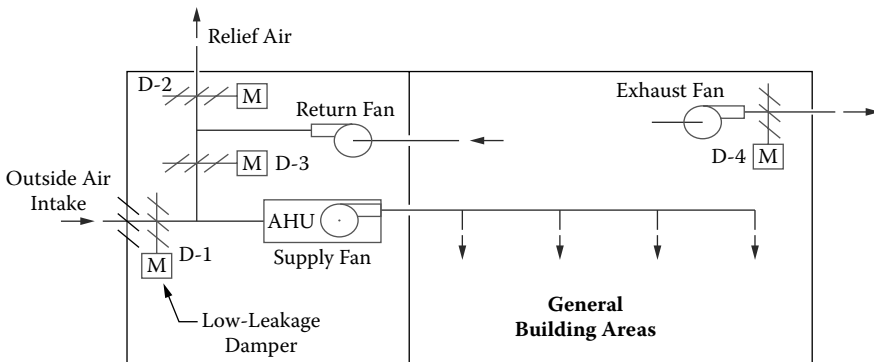 Relief Air
D-2
M
Return Fan
Exhaust Fan
M
D-3
D-4
M
Outside Air
Intake
AHU
D-1
M
Supply Fan
Low-Leakage
Damper
General
Building Areas